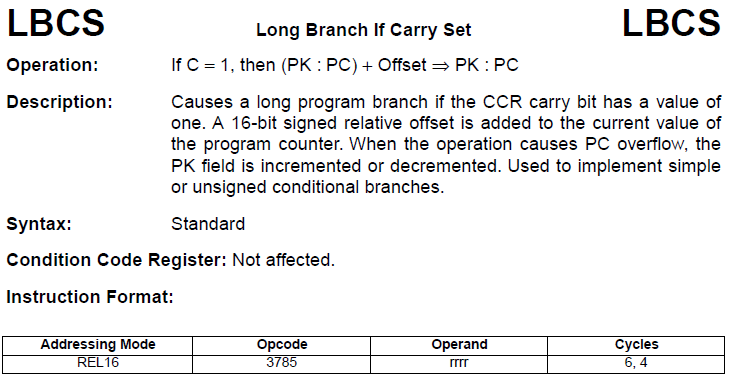 LBCS Long Branch If Carry Set LBCS
Operation: If C = 1, then (PK : PC) + Offset ⇒ PK : PC
Description: Causes a long program branch if the CCR carry bit has a value of
one. A 16-bit signed relative offset is added to the current value of
the program counter. When the operation causes PC overflow, the
PK field is incremented or decremented. Used to implement simple
or unsigned conditional branches.
Syntax: Standard
Condition Code Register: Not affected.
Instruction Format:
Addressing Mode Opcode Operand Cycles
REL16 3785 rrrr 6, 4